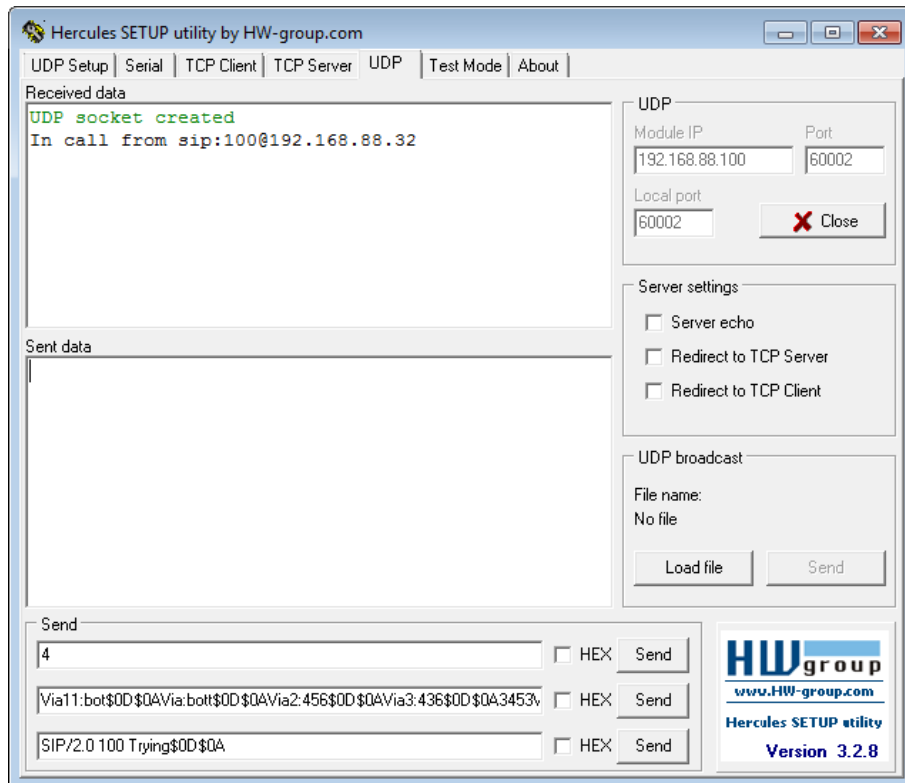 Hercules SETUP utility by HW-group.com
UDP Setup Serial TCP Client TCP Server UDP Test Mode About
Received data
UDP socket created
In call from sip:100@192.168.88.32
UDP
Module IP Port
192.168.88.100 60002
Local port
60002 Close
Server settings
Server echo
Redirect to TCP Server
Redirect to TCP Client
Sent data
UDP broadcast
File name:
No file
Load file Send
Send
4 HEX Send
Via11:bot$0D$0AVia:bott$0D$0AVia2:456$0D$0AVia3:436$0D$0A3453V HEX Send
SIP/2.0 100 Trying$0D$0A HEX Send
HW group
www.HW-group.com
Hercules SETUP utility
Version 3.2.8